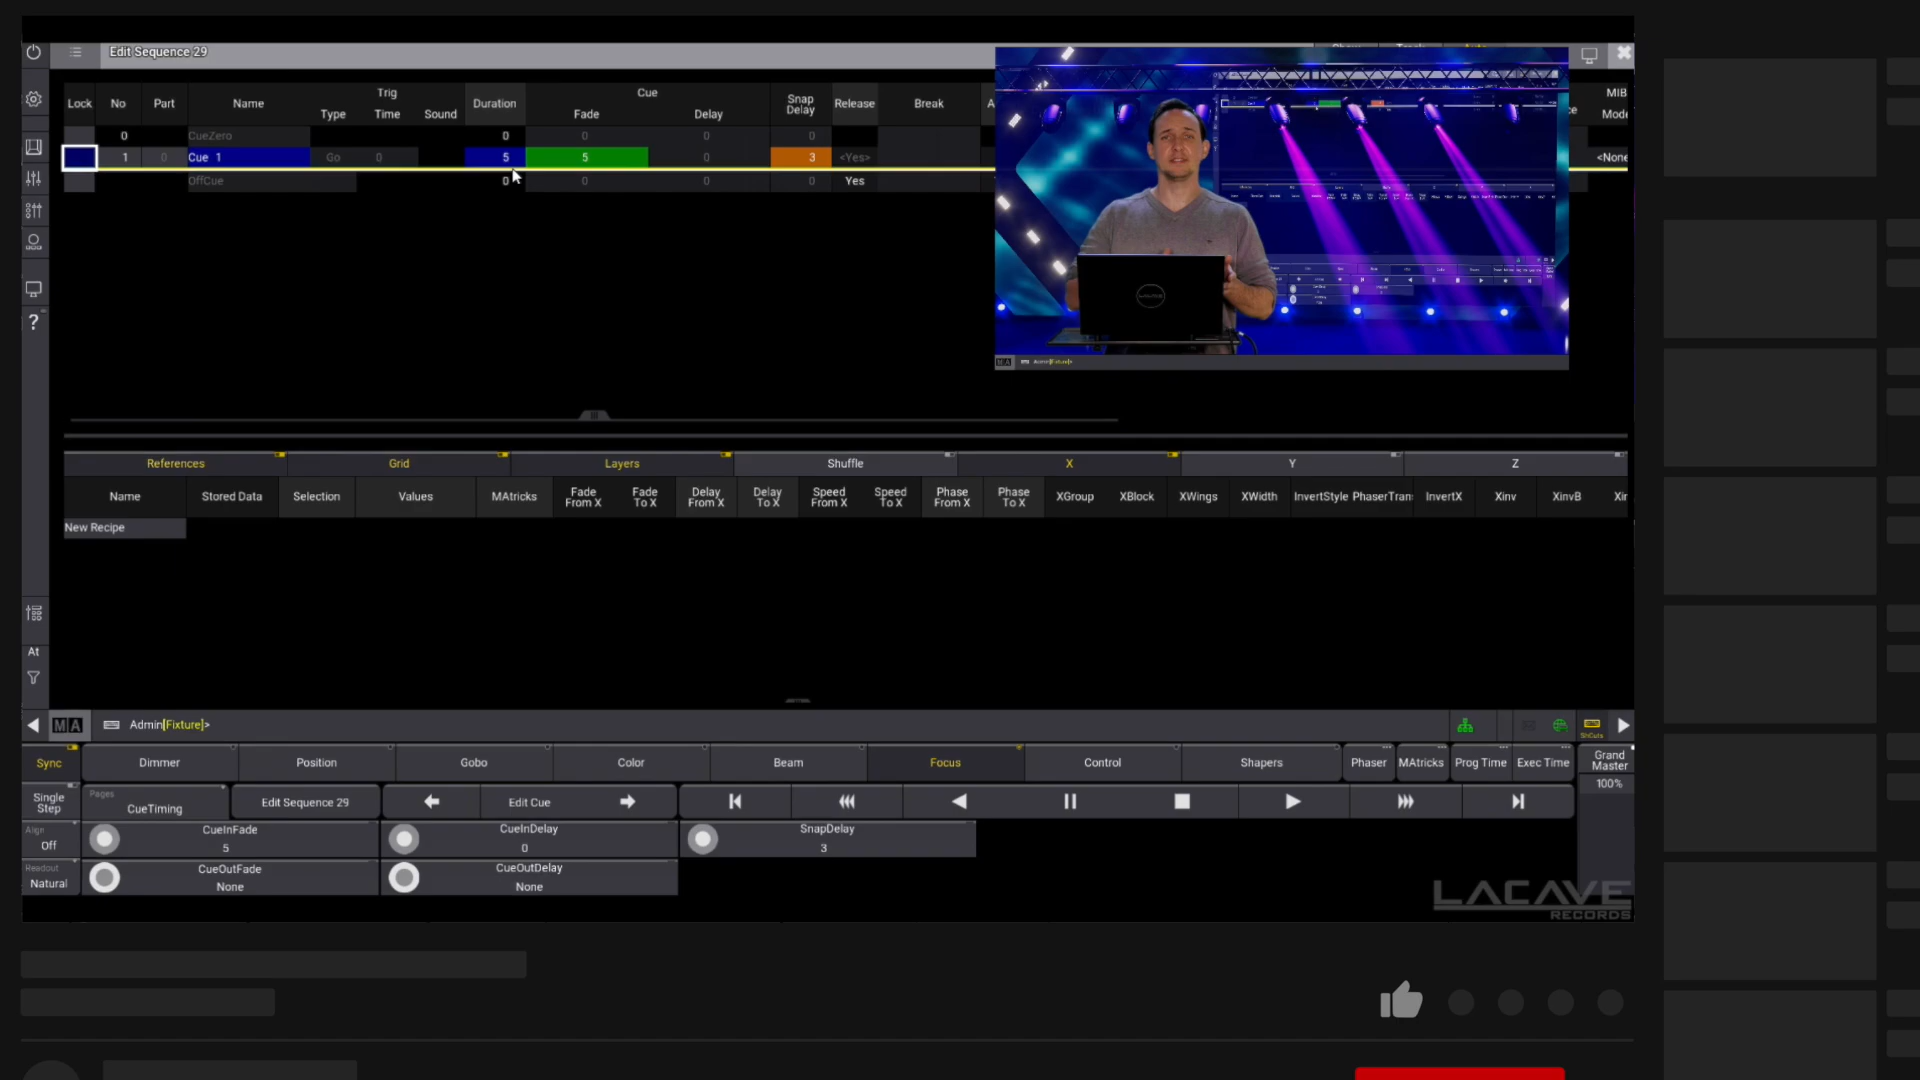 Edit Sequence 29
Lock No Part Name Trig Type Time Sound Duration Cue Fade Delay Snap Delay Release Break MIB Mode
0 CueZero 0 0 0 0
1 0 Cue 1 Go 0 5 5 0 3 <Yes> <None
OffCue 0 0 0 0 Yes
References Grid Layers Shuffle X Y Z
Name Stored Data Selection Values MAtricks Fade From X Fade To X Delay From X Delay To X Speed From X Speed To X Phase From X Phase To X XGroup XBlock XWings XWidth InvertStyle PhaserTran InvertX Xinv XinvB Xir
New Recipe
?
At
MA Admin[Fixture]>
ShCuts
Sync Dimmer Position Gobo Color Beam Focus Control Shapers Phaser MAtricks Prog Time Exec Time Grand Master
100%
Single Step Pages CueTiming Edit Sequence 29 Edit Cue
Align Off CueInFade 5 CueInDelay 0 SnapDelay 3
Readout Natural CueOutFade None CueOutDelay None
LACAVE
RECORDS